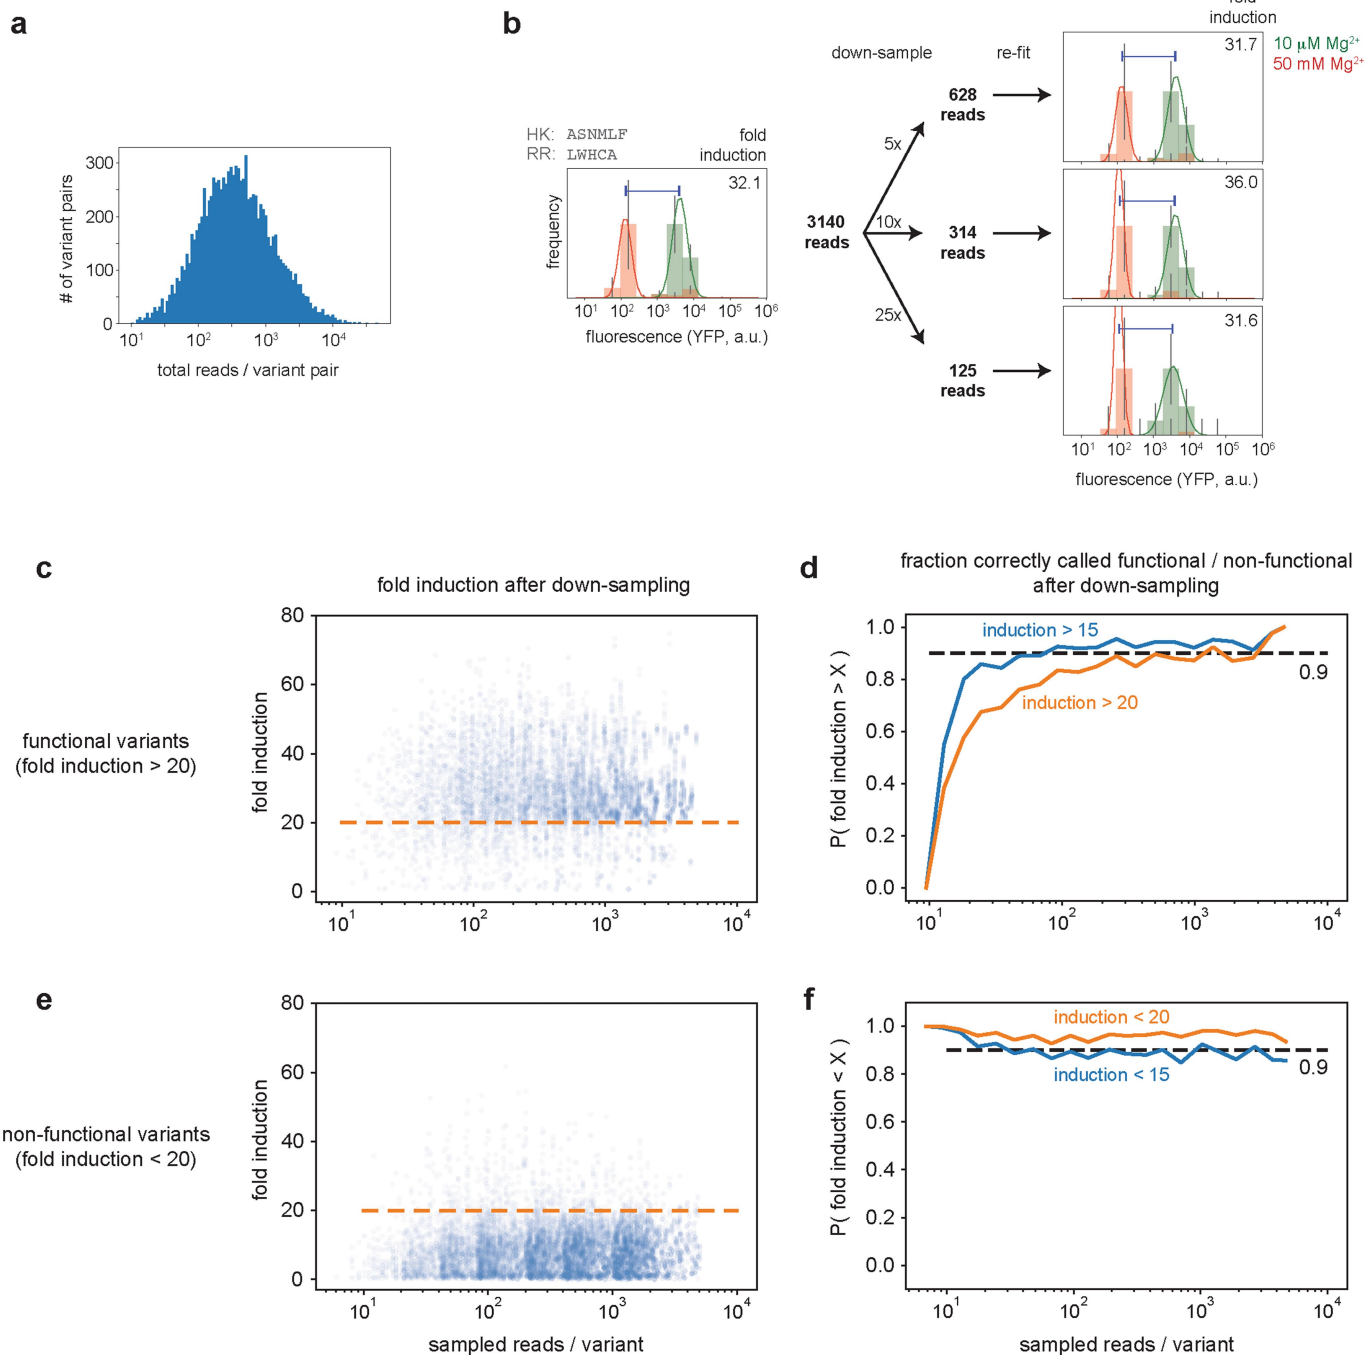 a
300
200
100
0
# of variant pairs
10¹
10²
10³
10⁴
total reads / variant pair
b
HK: ASNMLF
RR: LWHCA
fold
induction
32.1
frequency
10¹ 10² 10³ 10⁴ 10⁵ 10⁶
fluorescence (YFP, a.u.)
down-sample
re-fit
3140
reads
5x
10x
25x
628
reads
314
reads
125
reads
induction
31.7
10 μM Mg²⁺
50 mM Mg²⁺
36.0
31.6
10¹ 10² 10³ 10⁴ 10⁵ 10⁶
fluorescence (YFP, a.u.)
c
fold induction after down-sampling
functional variants
(fold induction > 20)
fold induction
80
60
40
20
0
10¹ 10² 10³ 10⁴
d
fraction correctly called functional / non-functional
after down-sampling
P( fold induction > X )
1.0
0.8
0.6
0.4
0.2
0.0
induction > 15
induction > 20
0.9
10¹ 10² 10³ 10⁴
e
non-functional variants
(fold induction < 20)
fold induction
80
60
40
20
0
10¹ 10² 10³ 10⁴
sampled reads / variant
f
P( fold induction < X )
1.0
0.8
0.6
0.4
0.2
0.0
induction < 20
induction < 15
0.9
10¹ 10² 10³ 10⁴
sampled reads / variant